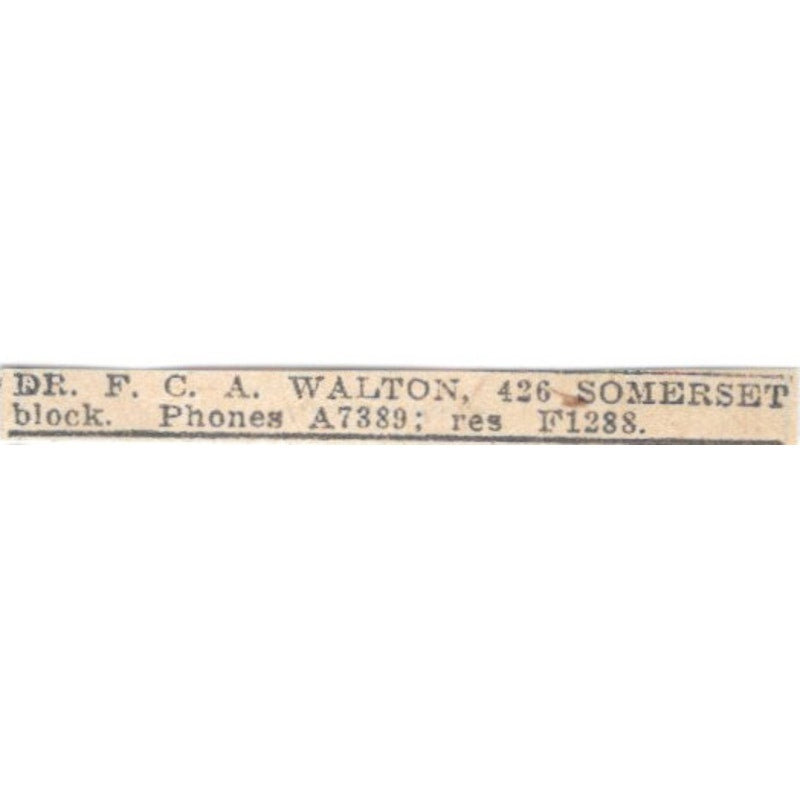 DR. F. C. A. WALTON, 426 SOMERSET
block. Phones A7389; res F1288.